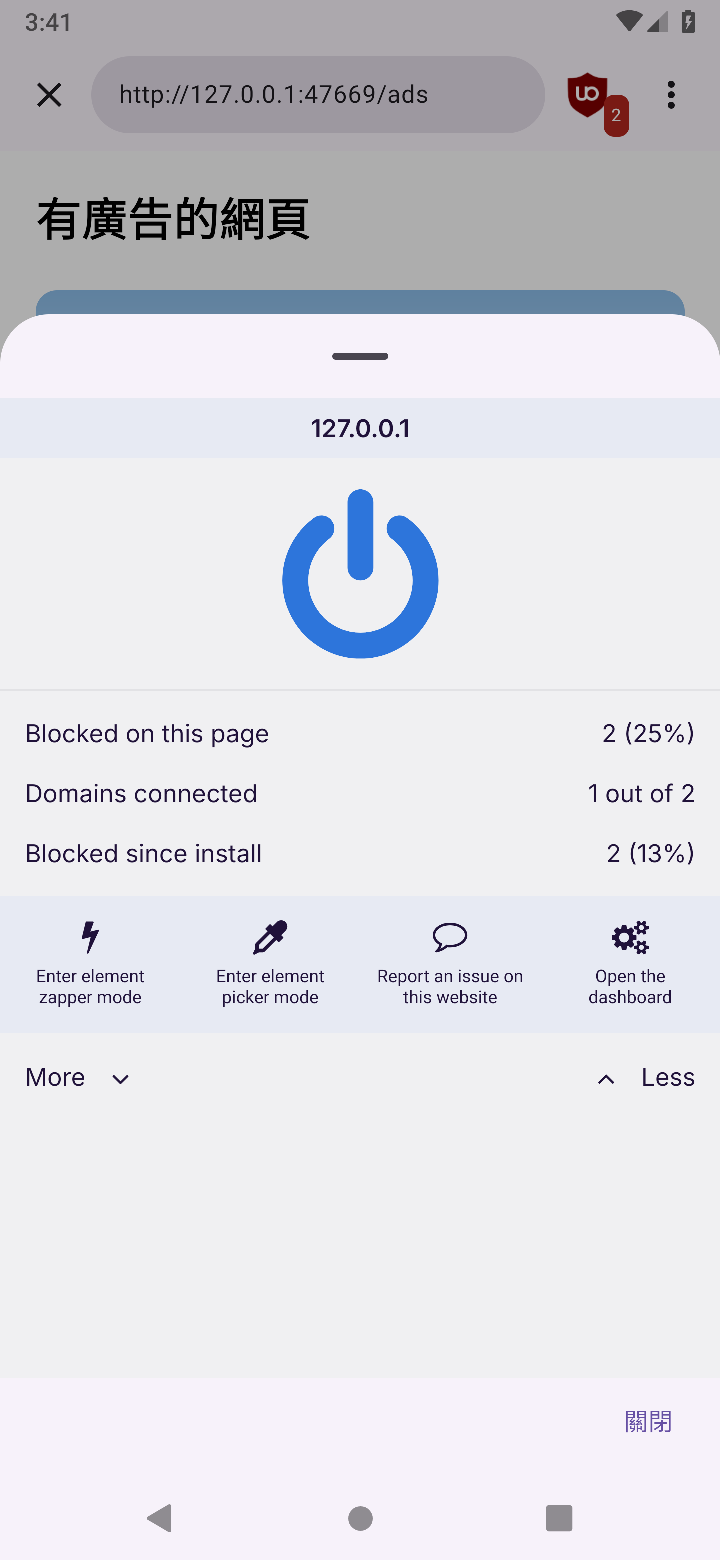 3:41
http://127.0.0.1:47669/ads
uo
2
有廣告的網頁
127.0.0.1
Blocked on this page 2 (25%)
Domains connected 1 out of 2
Blocked since install 2 (13%)
Enter element
zapper mode
Enter element
picker mode
Report an issue on
this website
Open the
dashboard
More Less
關閉